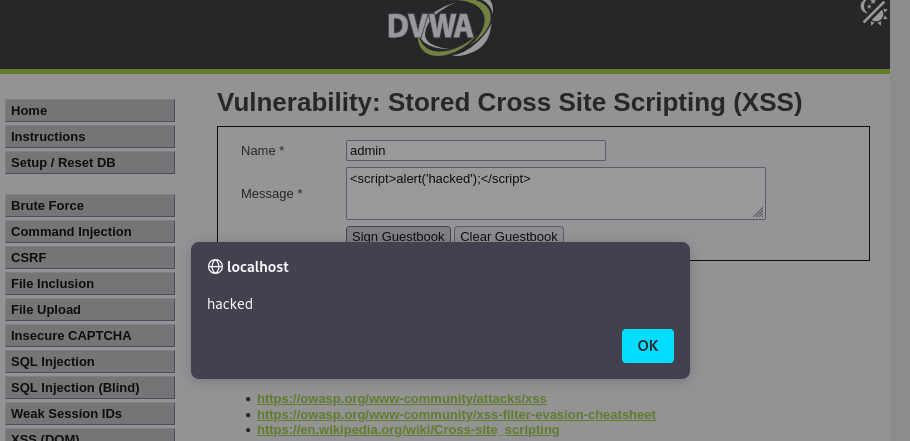 DVWA
Home
Instructions
Setup / Reset DB
Brute Force
Command Injection
CSRF
File Inclusion
File Upload
Insecure CAPTCHA
SQL Injection
SQL Injection (Blind)
Weak Session IDs
XSS (DOM)
Vulnerability: Stored Cross Site Scripting (XSS)
Name * admin
Message * <script>alert('hacked');</script>
Sign Guestbook Clear Guestbook
localhost
hacked
OK
https://owasp.org/www-community/attacks/xss
https://owasp.org/www-community/xss-filter-evasion-cheatsheet
https://en.wikipedia.org/wiki/Cross-site_scripting